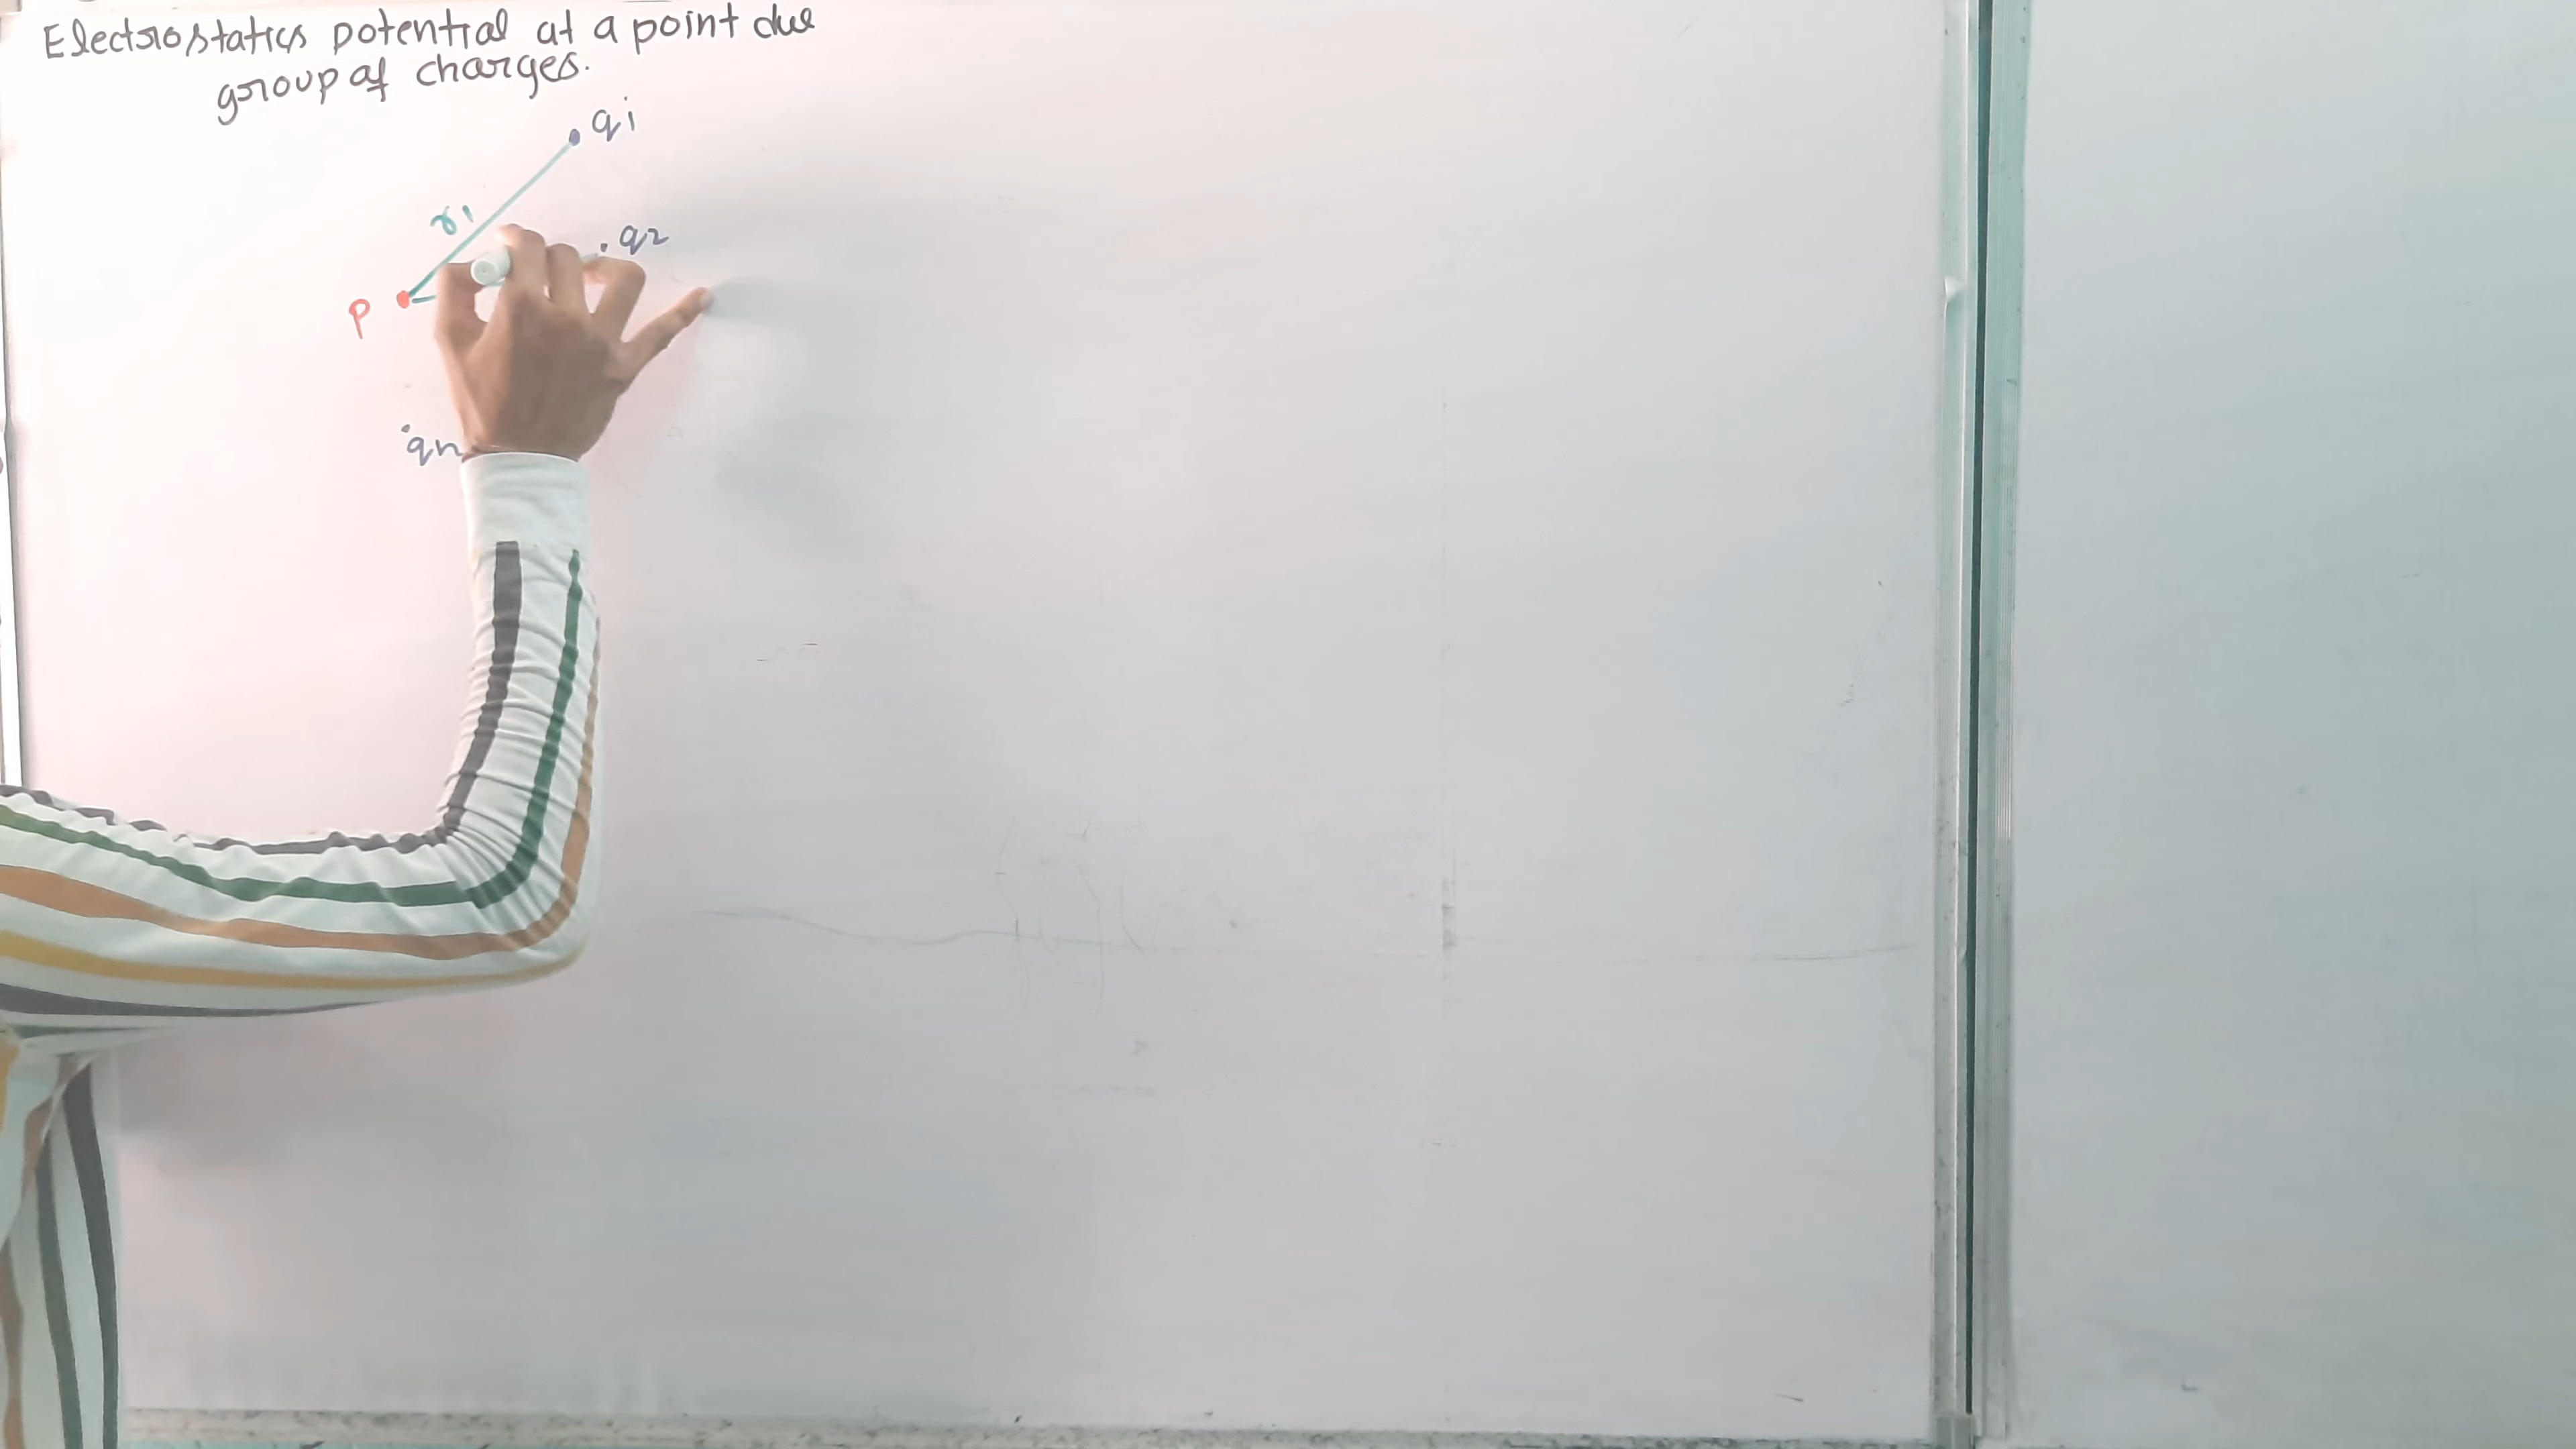 Electrostatics potential at a point due
group of charges.
q1
r1
q2
P
qn